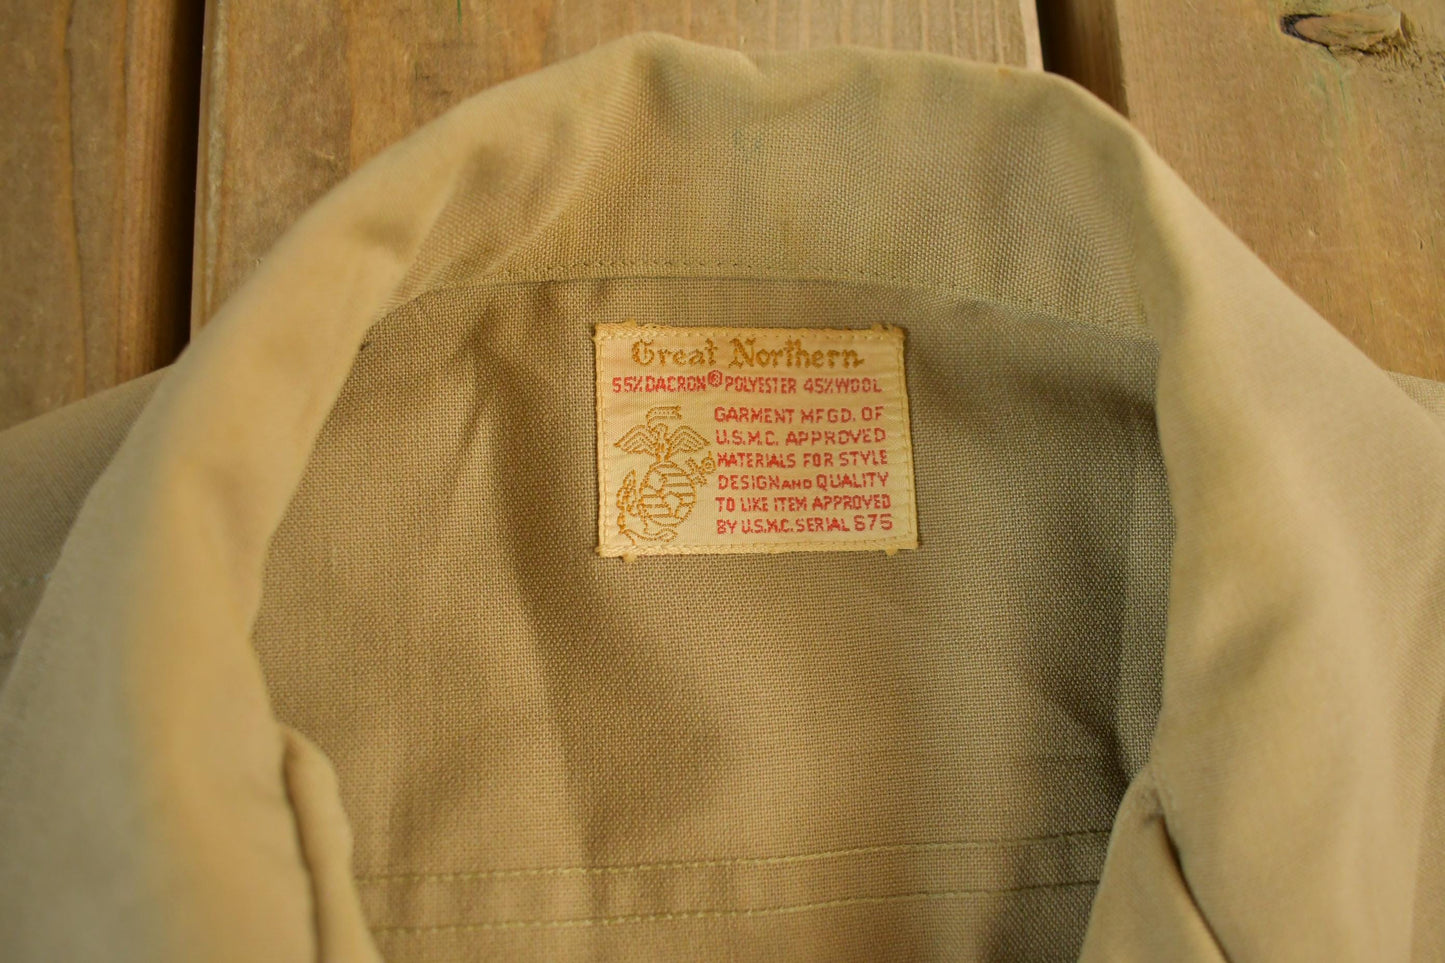 Great Northern
55% DACRON® POLYESTER 45% WOOL
GARMENT MFGD. OF
U.S.M.C. APPROVED
MATERIALS FOR STYLE
DESIGN AND QUALITY
TO LIKE ITEM APPROVED
BY U.S.M.C. SERIAL 675